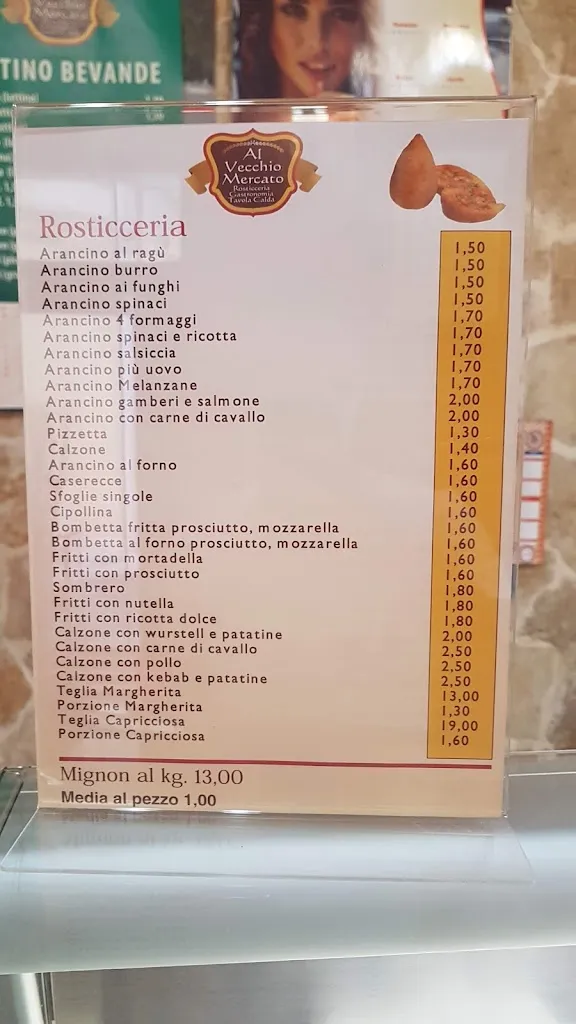 TINO BEVANDE
Al
Vecchio
Mercato
Rosticceria
Gastronomia
Tavola Calda
Rosticceria
Arancino al ragù 1,50
Arancino burro 1,50
Arancino ai funghi 1,50
Arancino spinaci 1,50
Arancino 4 formaggi 1,70
Arancino spinaci e ricotta 1,70
Arancino salsiccia 1,70
Arancino più uovo 1,70
Arancino Melanzane 1,70
Arancino gamberi e salmone 2,00
Arancino con carne di cavallo 2,00
Pizzetta 1,30
Calzone 1,40
Arancino al forno 1,60
Caserecce 1,60
Sfoglie singole 1,60
Cipollina 1,60
Bombetta fritta prosciutto, mozzarella 1,60
Bombetta al forno prosciutto, mozzarella 1,60
Fritti con mortadella 1,60
Fritti con prosciutto 1,60
Sombrero 1,80
Fritti con nutella 1,80
Fritti con ricotta dolce 1,80
Calzone con wurstell e patatine 2,00
Calzone con carne di cavallo 2,50
Calzone con pollo 2,50
Calzone con kebab e patatine 2,50
Teglia Margherita 13,00
Porzione Margherita 1,30
Teglia Capricciosa 19,00
Porzione Capricciosa 1,60
Mignon al kg. 13,00
Media al pezzo 1,00